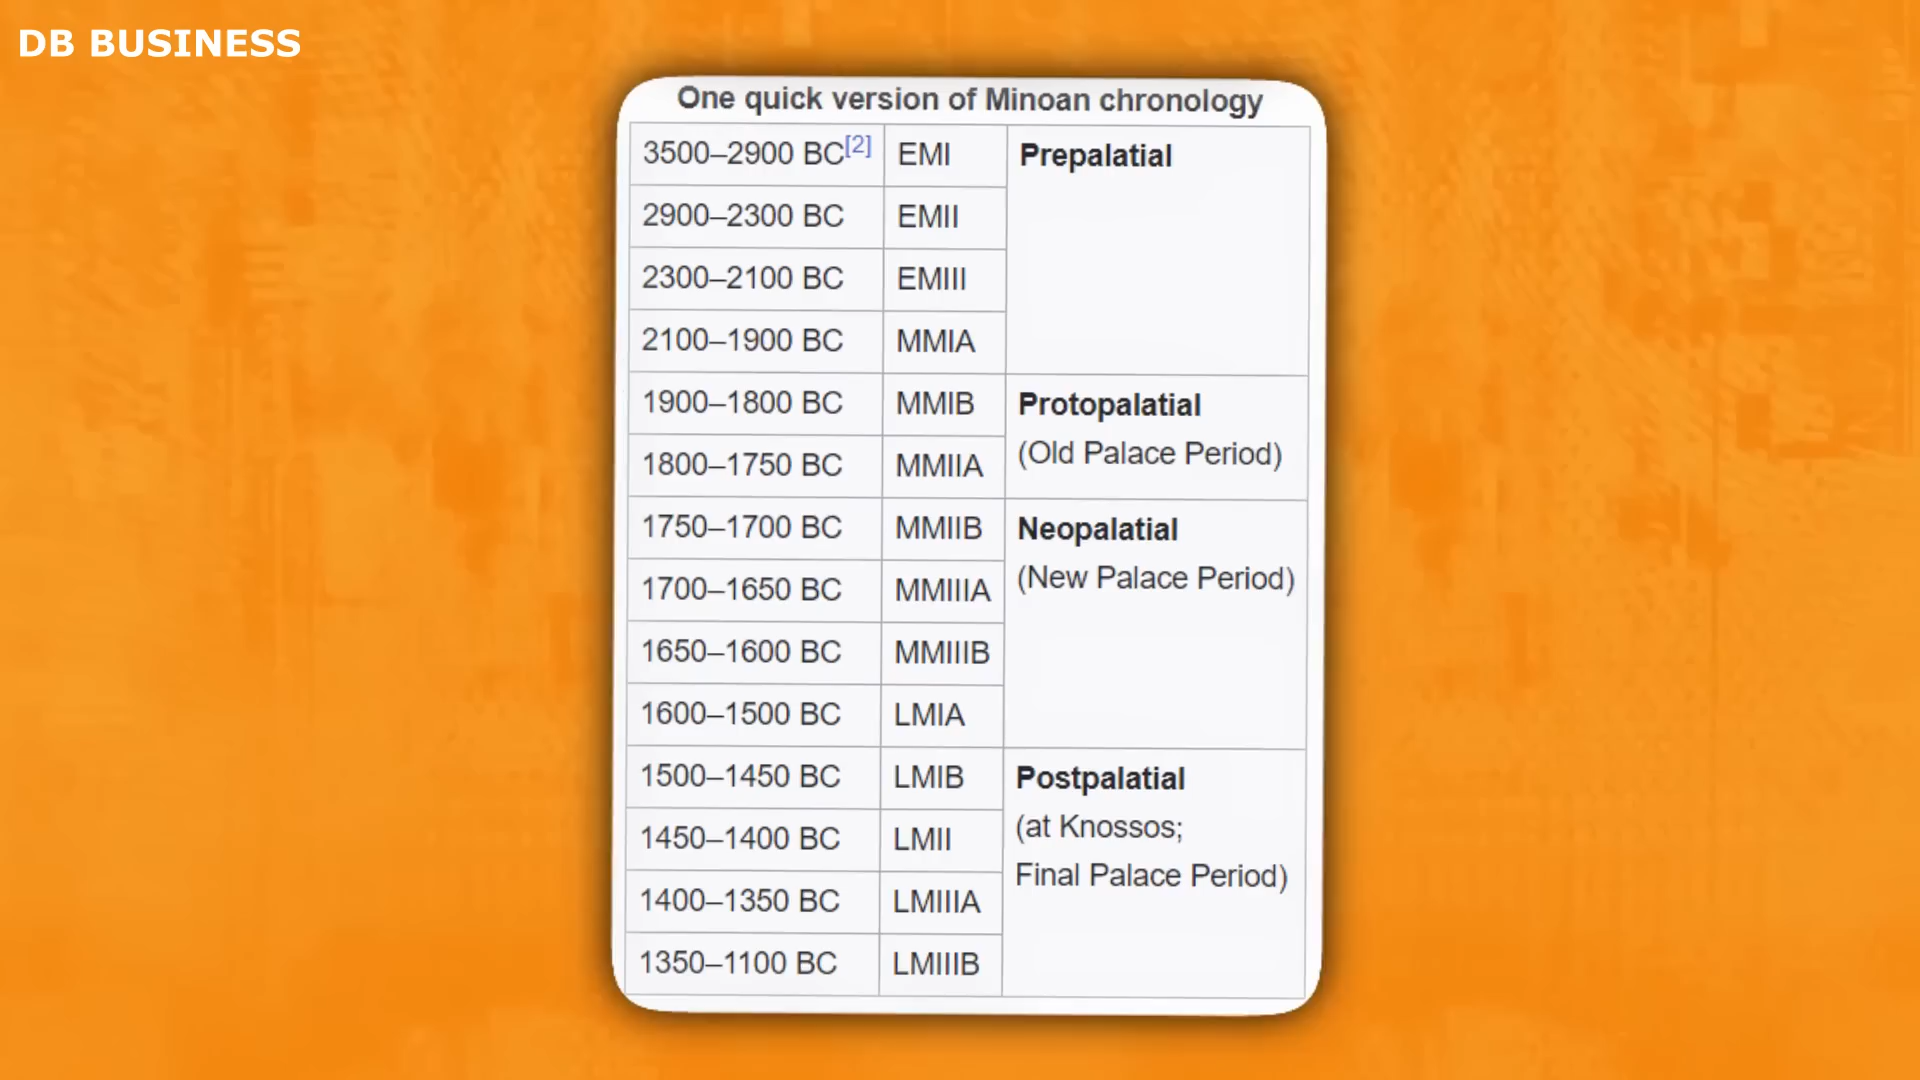 DB BUSINESS
One quick version of Minoan chronology
3500–2900 BC[2] EMI Prepalatial
2900–2300 BC EMII
2300–2100 BC EMIII
2100–1900 BC MMIA
1900–1800 BC MMIB Protopalatial
(Old Palace Period)
1800–1750 BC MMIIA
1750–1700 BC MMIIB Neopalatial
(New Palace Period)
1700–1650 BC MMIIIA
1650–1600 BC MMIIIB
1600–1500 BC LMIA
1500–1450 BC LMIB Postpalatial
(at Knossos;
1450–1400 BC LMII
Final Palace Period)
1400–1350 BC LMIIIA
1350–1100 BC LMIIIB